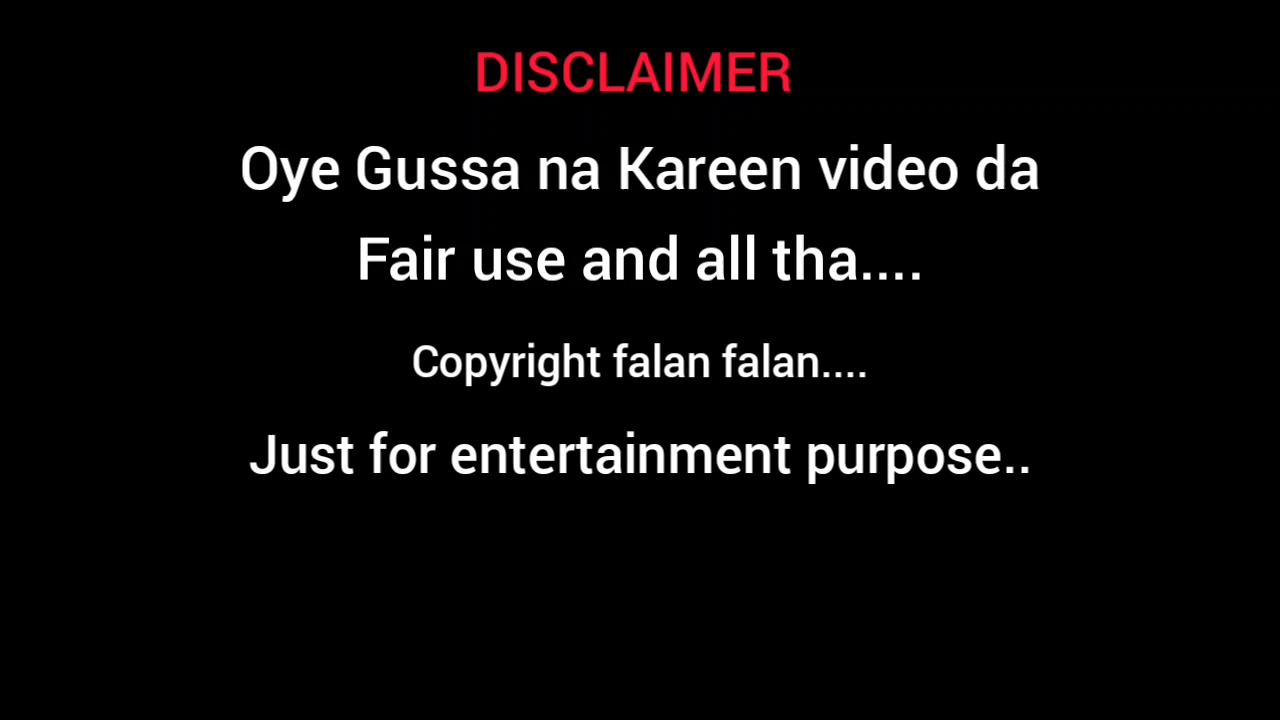 DISCLAIMER
Oye Gussa na Kareen video da
Fair use and all tha....
Copyright falan falan....
Just for entertainment purpose..